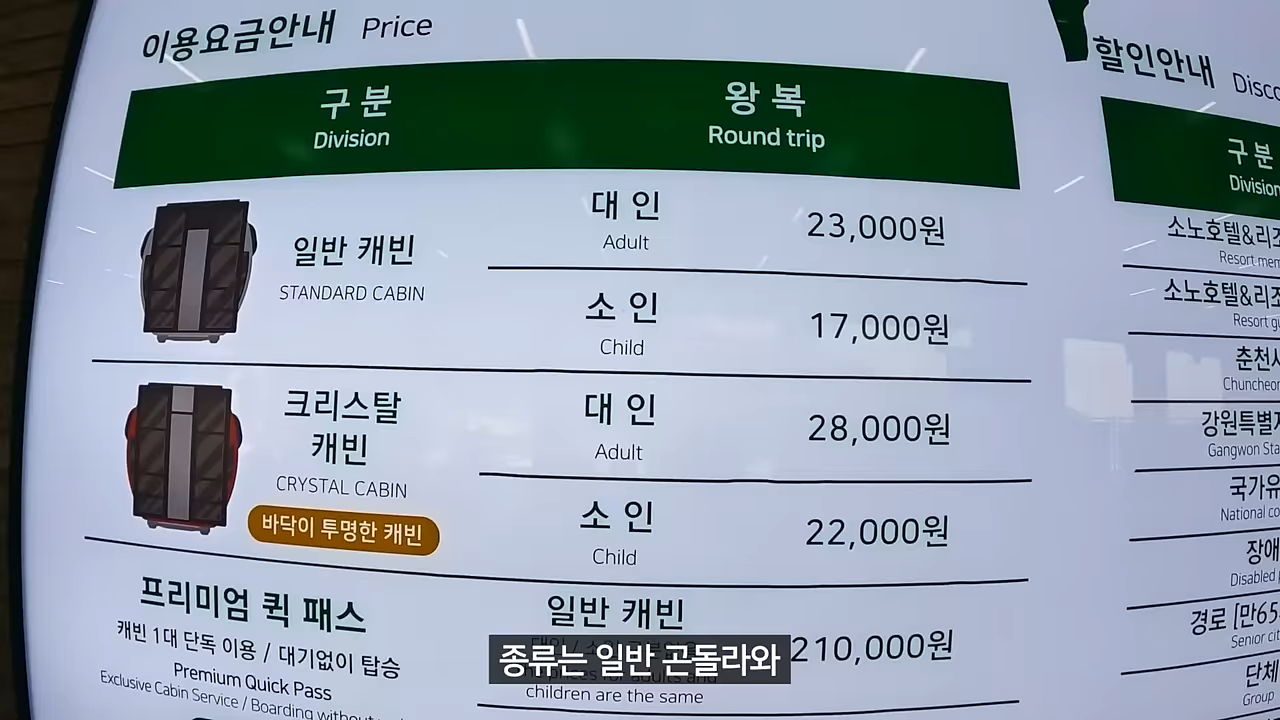 이용요금안내 Price
구 분
Division
왕 복
Round trip
일반 캐빈
STANDARD CABIN
대 인
Adult
23,000원
소 인
Child
17,000원
크리스탈
캐빈
CRYSTAL CABIN
바닥이 투명한 캐빈
대 인
Adult
28,000원
소 인
Child
22,000원
프리미엄 퀵 패스
캐빈 1대 단독 이용 / 대기없이 탑승
Premium Quick Pass
Exclusive Cabin Service / Boarding without
일반 캐빈
children are the same
210,000원
종류는 일반 곤돌라와
할인안내
구 분
Division
소노호텔&리조
Resort
소노호텔&리조
Resort
춘천시
강원특별자
Gangwon
국가유
National
장애
Disabled
경로 [만65
Senior
단체
Group